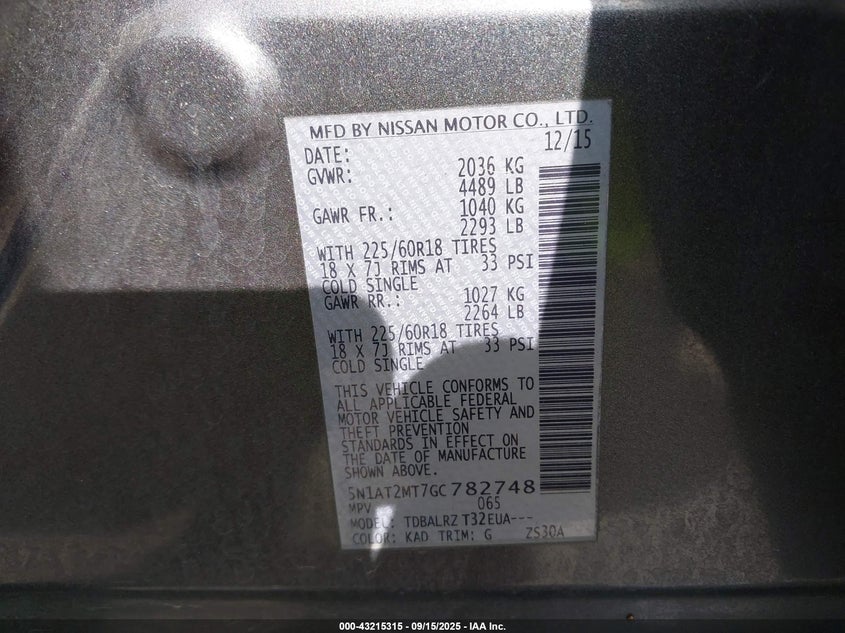 MFD BY NISSAN MOTOR CO., LTD.
DATE: 12/15
GVWR: 2036 KG
4489 LB
GAWR FR.: 1040 KG
2293 LB
WITH 225/60R18 TIRES
18 X 7J RIMS AT 33 PSI
COLD SINGLE
GAWR RR.: 1027 KG
2264 LB
WITH 225/60R18 TIRES
18 X 7J RIMS AT 33 PSI
COLD SINGLE
THIS VEHICLE CONFORMS TO
ALL APPLICABLE FEDERAL
MOTOR VEHICLE SAFETY AND
THEFT PREVENTION
STANDARDS IN EFFECT ON
THE DATE OF MANUFACTURE
SHOWN ABOVE.
5N1AT2MT7GC782748
MPV 065
MODEL: TDBALRZ T32EUA---
COLOR: KAD TRIM: G ZS30A
000-43215315 - 09/15/2025 - IAA Inc.